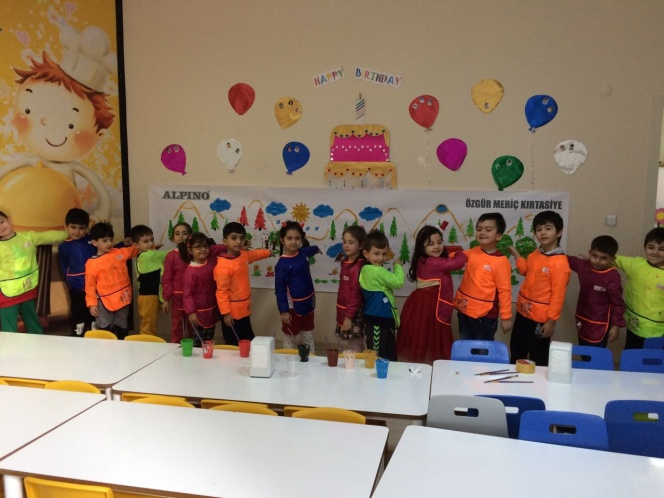 HAPPY BIRTHDAY
ALPINO
ÖZGÜR MERİÇ KIRTASİYE